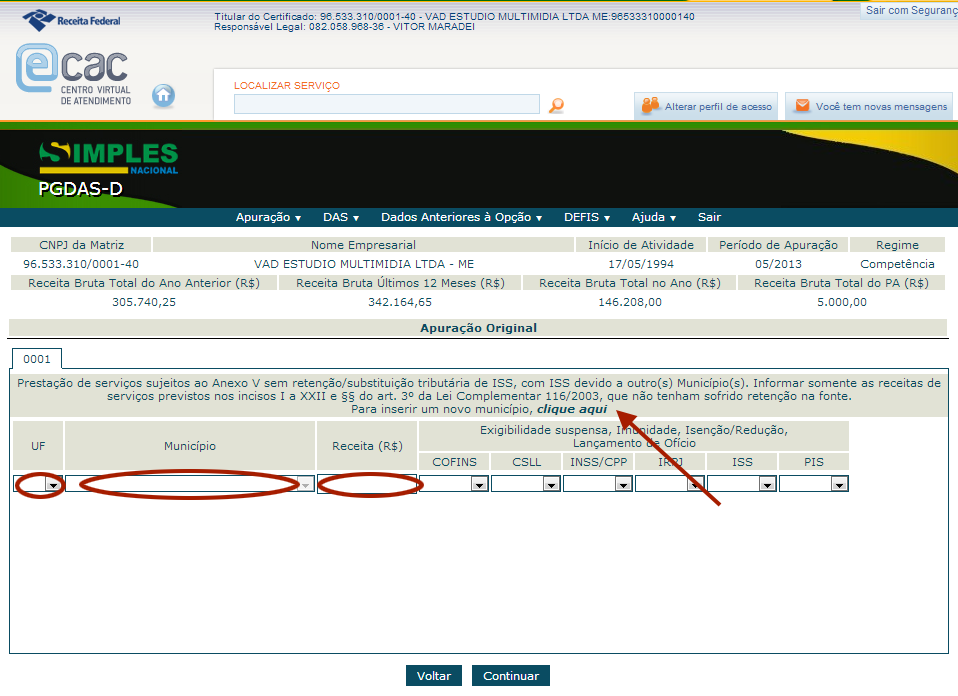 Receita Federal
Titular do Certificado: 96.533.310/0001-40 - VAD ESTUDIO MULTIMIDIA LTDA ME:96533310000140
Responsável Legal: 082.058.968-36 - VITOR MARADEI
Sair com Seguranç
ecac
CENTRO VIRTUAL
DE ATENDIMENTO
LOCALIZAR SERVIÇO
Alterar perfil de acesso
Você tem novas mensagens
SIMPLES
NACIONAL
PGDAS-D
Apuração DAS Dados Anteriores à Opção DEFIS Ajuda Sair
CNPJ da Matriz Nome Empresarial Início de Atividade Período de Apuração Regime
96.533.310/0001-40 VAD ESTUDIO MULTIMIDIA LTDA - ME 17/05/1994 05/2013 Competência
Receita Bruta Total do Ano Anterior (R$) Receita Bruta Últimos 12 Meses (R$) Receita Bruta Total no Ano (R$) Receita Bruta Total do PA (R$)
305.740,25 342.164,65 146.208,00 5.000,00
Apuração Original
0001
Prestação de serviços sujeitos ao Anexo V sem retenção/substituição tributária de ISS, com ISS devido a outro(s) Município(s). Informar somente as receitas de
serviços previstos nos incisos I a XXII e §§ do art. 3º da Lei Complementar 116/2003, que não tenham sofrido retenção na fonte.
Para inserir um novo município, clique aqui
UF Município Receita (R$) Exigibilidade suspensa, Imunidade, Isenção/Redução,
Lançamento de Ofício
COFINS CSLL INSS/CPP IRPJ ISS PIS
Voltar Continuar